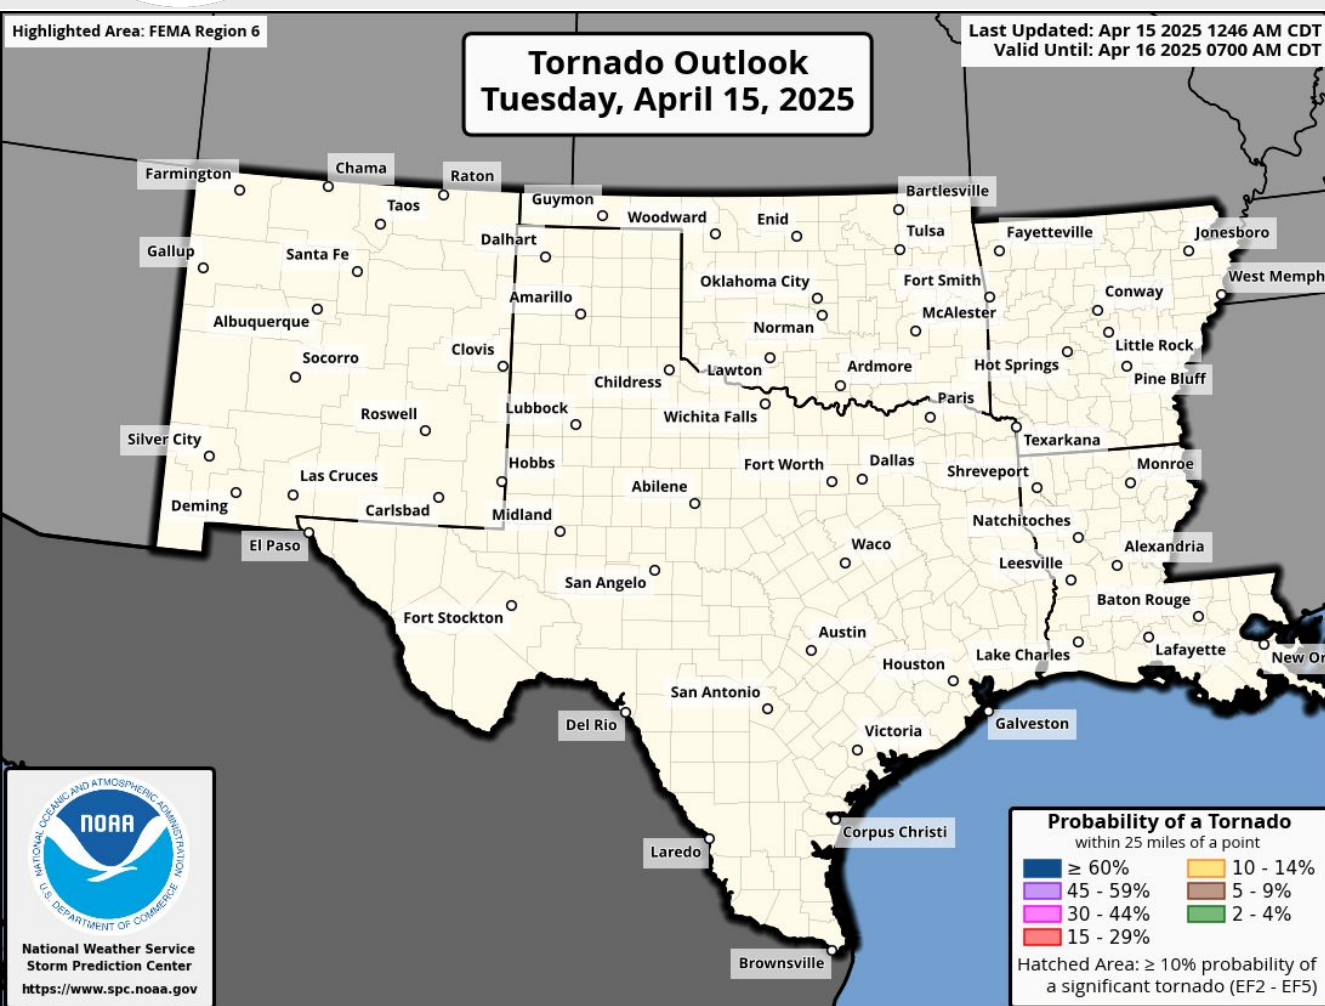 Highlighted Area: FEMA Region 6
Last Updated: Apr 15 2025 1246 AM CDT
Valid Until: Apr 16 2025 0700 AM CDT
Tornado Outlook
Tuesday, April 15, 2025
Farmington
Chama
Raton
Taos
Guymon
Woodward
Enid
Bartlesville
Tulsa
Fayetteville
Jonesboro
Gallup
Santa Fe
Dalhart
Oklahoma City
Fort Smith
West Memph
Conway
Albuquerque
Amarillo
Norman
McAlester
Little Rock
Socorro
Clovis
Childress
Lawton
Ardmore
Hot Springs
Pine Bluff
Roswell
Lubbock
Wichita Falls
Paris
Silver City
Texarkana
Las Cruces
Hobbs
Abilene
Fort Worth
Dallas
Shreveport
Monroe
Deming
Carlsbad
Midland
Natchitoches
El Paso
Waco
Alexandria
San Angelo
Leesville
Baton Rouge
Fort Stockton
Austin
Houston
Lake Charles
Lafayette
New Or
San Antonio
Del Rio
Victoria
Galveston
Corpus Christi
Laredo
Brownsville
NATIONAL OCEANIC AND ATMOSPHERIC ADMINISTRATION
NOAA
U.S. DEPARTMENT OF COMMERCE
National Weather Service
Storm Prediction Center
https://www.spc.noaa.gov
Probability of a Tornado
within 25 miles of a point
≥ 60%
10 - 14%
45 - 59%
5 - 9%
30 - 44%
2 - 4%
15 - 29%
Hatched Area: ≥ 10% probability of
a significant tornado (EF2 - EF5)